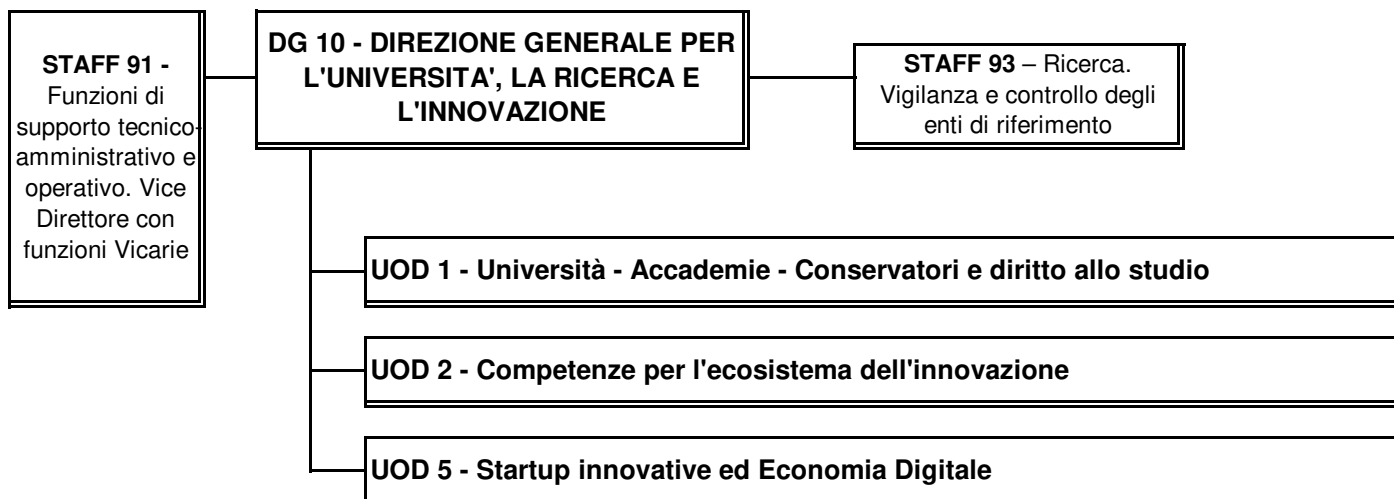 STAFF 91 -
Funzioni di
supporto tecnico-
amministrativo e
operativo. Vice
Direttore con
funzioni Vicarie
DG 10 - DIREZIONE GENERALE PER
L'UNIVERSITA', LA RICERCA E
L'INNOVAZIONE
STAFF 93 – Ricerca.
Vigilanza e controllo degli
enti di riferimento
UOD 1 - Università - Accademie - Conservatori e diritto allo studio
UOD 2 - Competenze per l'ecosistema dell'innovazione
UOD 5 - Startup innovative ed Economia Digitale